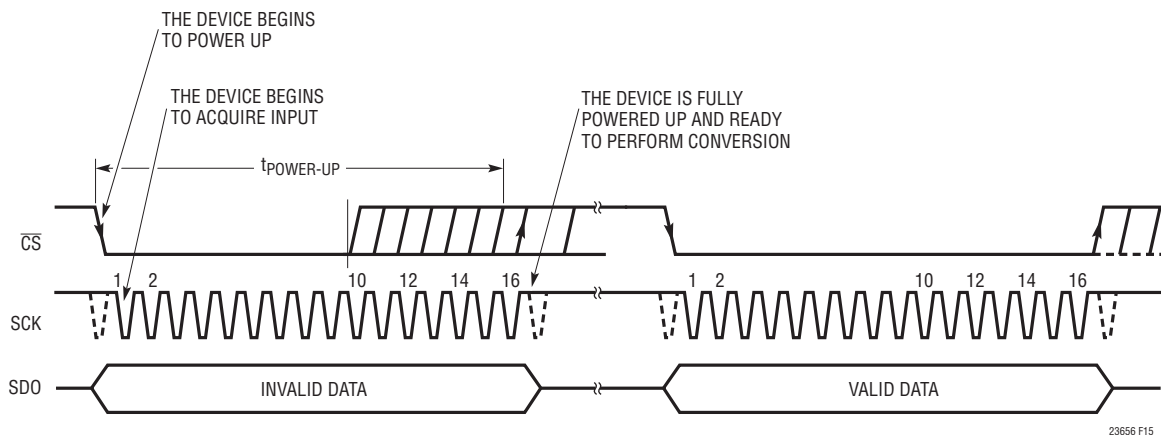 THE DEVICE BEGINS
TO POWER UP
THE DEVICE BEGINS
TO ACQUIRE INPUT
THE DEVICE IS FULLY
POWERED UP AND READY
TO PERFORM CONVERSION
tPOWER-UP
CS
1 2 10 12 14 16 1 2 10 12 14 16
SCK
SDO INVALID DATA VALID DATA
23656 F15